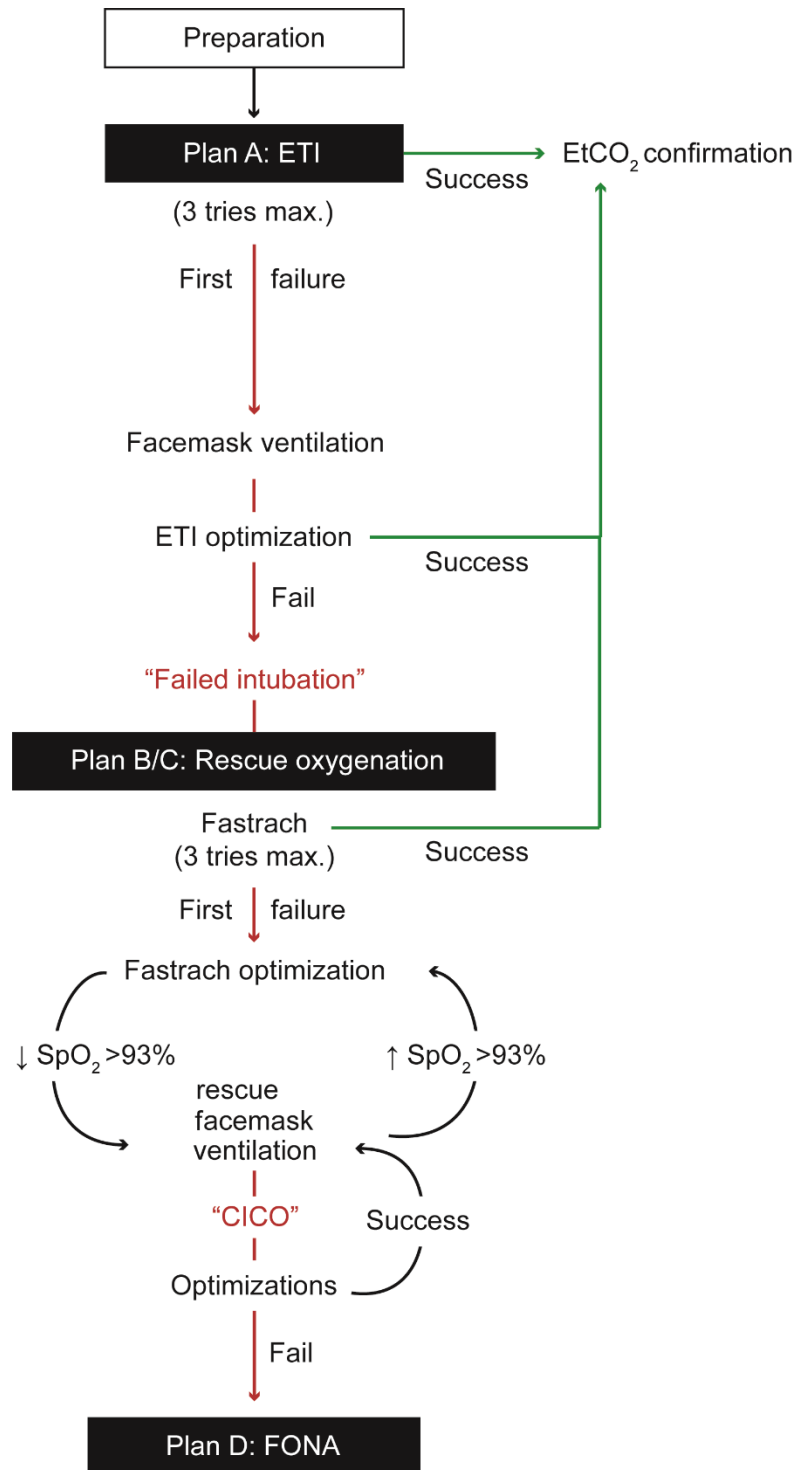 Preparation
Plan A: ETI
Success
EtCO₂ confirmation
(3 tries max.)
First failure
Facemask ventilation
ETI optimization
Success
Fail
“Failed intubation”
Plan B/C: Rescue oxygenation
Fastrach
(3 tries max.)
Success
First failure
Fastrach optimization
↓ SpO₂ >93%
↑ SpO₂ >93%
rescue
facemask
ventilation
“CICO”
Success
Optimizations
Fail
Plan D: FONA